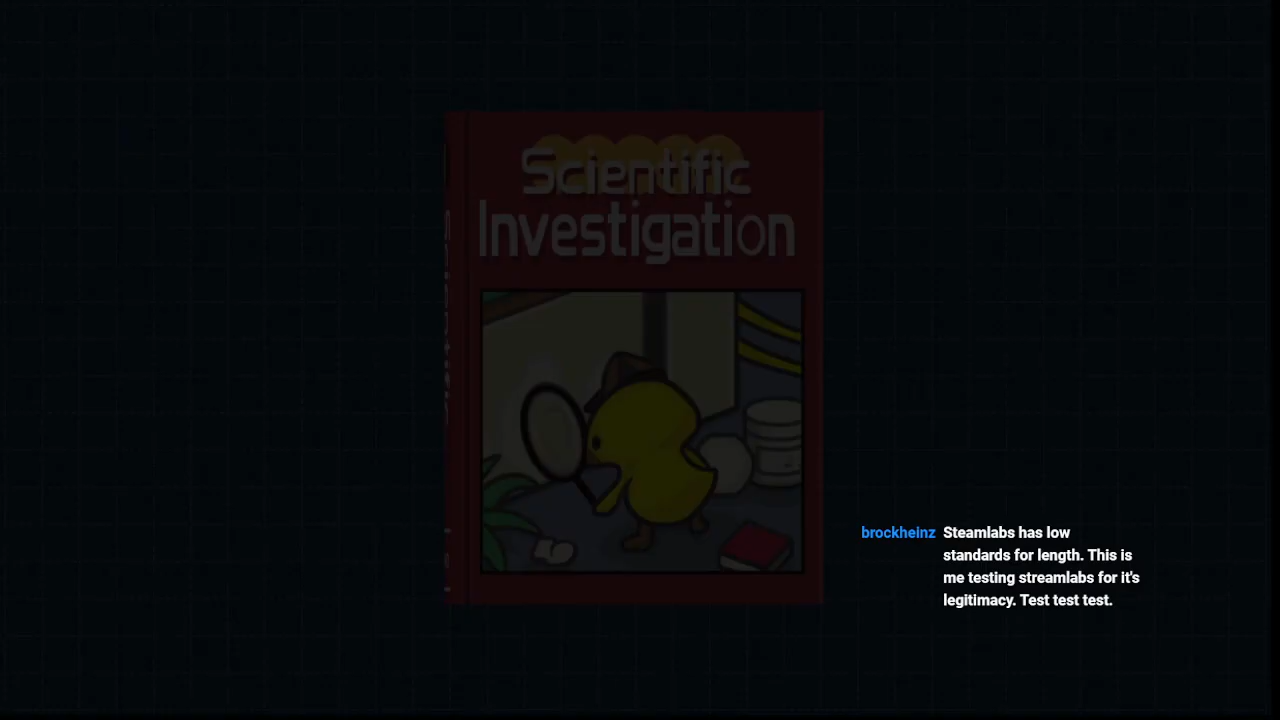 Scientific
Investigation
brockheinz Steamlabs has low
standards for length. This is
me testing streamlabs for it's
legitimacy. Test test test.